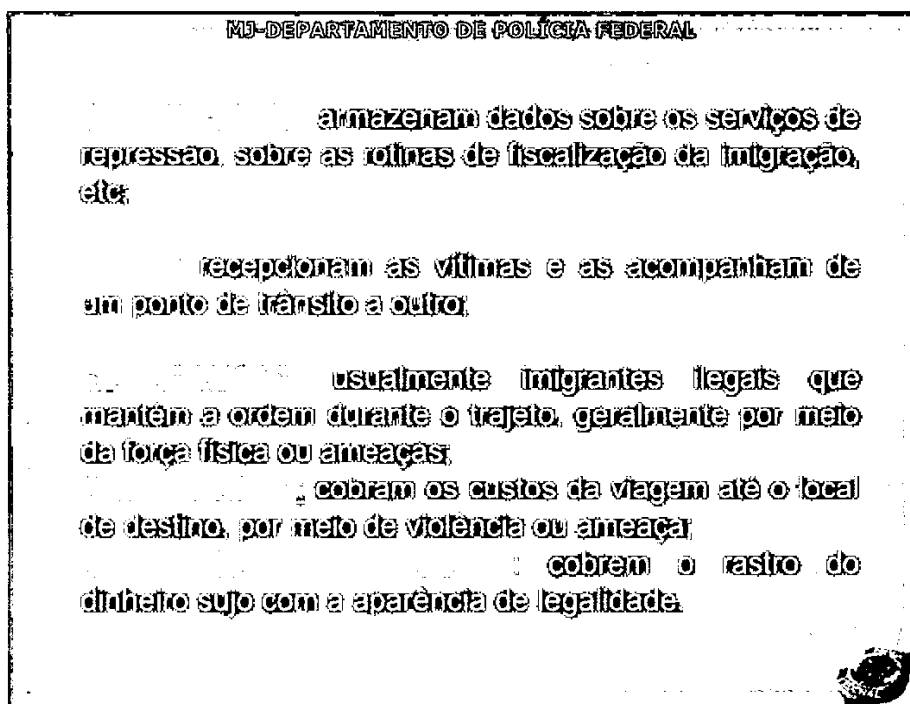 MJ-DEPARTAMENTO DE POLÍCIA FEDERAL
armazenam dados sobre os serviços de
repressão, sobre as rotinas de fiscalização da imigração,
etc;
recepcionam as vítimas e as acompanham de
um ponto de trânsito a outro;
usualmente imigrantes ilegais que
mantém a ordem durante o trajeto, geralmente por meio
da força física ou ameaças;
: cobram os custos da viagem até o local
de destino, por meio de violência ou ameaça;
: cobrem o rastro do
dinheiro sujo com a aparência de legalidade.